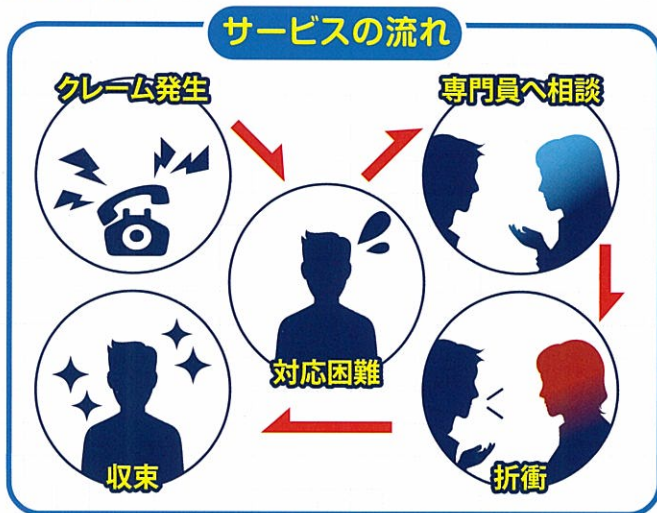 サービスの流れ
クレーム発生
対応困難
専門員へ相談
折衝
収束